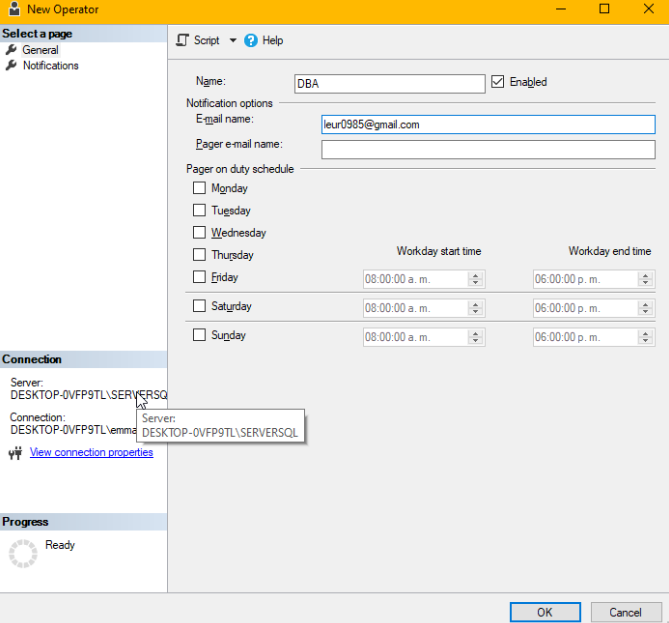 New Operator
Select a page
General
Notifications
Script
Help
Name:
DBA
Enabled
Notification options
E-mail name:
leur0985@gmail.com
Pager e-mail name:
Pager on duty schedule
Monday
Tuesday
Wednesday
Thursday
Workday start time
Workday end time
Friday
08:00:00 a. m.
06:00:00 p. m.
Saturday
08:00:00 a. m.
06:00:00 p. m.
Sunday
08:00:00 a. m.
06:00:00 p. m.
Connection
Server:
DESKTOP-0VFP9TL\SERVERSQ
Connection:
DESKTOP-0VFP9TL\emma
Server:
DESKTOP-0VFP9TL\SERVERSQL
View connection properties
Progress
Ready
OK
Cancel